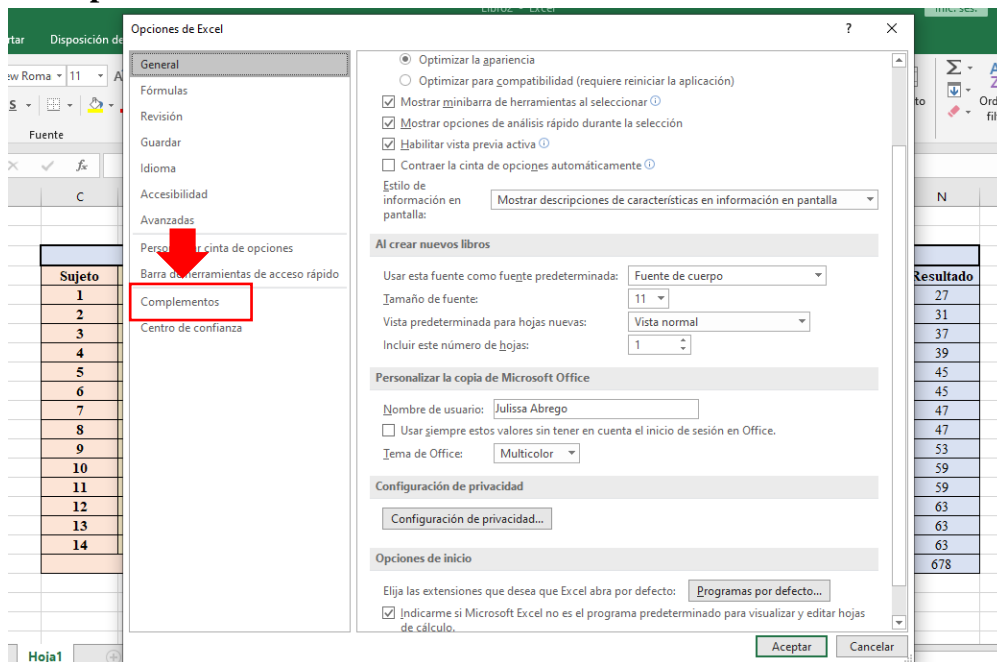 Libro2 - Excel
Inic. ses.
Opciones de Excel
?
Disposición de
General
Fórmulas
Revisión
Guardar
Idioma
Accesibilidad
Avanzadas
cinta de opciones
Barra de herramientas de acceso rápido
Complementos
Centro de confianza
Optimizar la apariencia
Optimizar para compatibilidad (requiere reiniciar la aplicación)
Mostrar minibarra de herramientas al seleccionar
Mostrar opciones de análisis rápido durante la selección
Habilitar vista previa activa
Contraer la cinta de opciones automáticamente
Estilo de
información en
pantalla:
Mostrar descripciones de características en información en pantalla
Al crear nuevos libros
Usar esta fuente como fuente predeterminada: Fuente de cuerpo
Tamaño de fuente: 11
Vista predeterminada para hojas nuevas: Vista normal
Incluir este número de hojas: 1
Personalizar la copia de Microsoft Office
Nombre de usuario: Julissa Abrego
Usar siempre estos valores sin tener en cuenta el inicio de sesión en Office.
Tema de Office: Multicolor
Configuración de privacidad
Configuración de privacidad...
Opciones de inicio
Elija las extensiones que desea que Excel abra por defecto: Programas por defecto...
Indicarme si Microsoft Excel no es el programa predeterminado para visualizar y editar hojas
de cálculo.
Aceptar Cancelar
11
S
Fuente
fx
C
Sujeto
1
2
3
4
5
6
7
8
9
10
11
12
13
14
Hoja1
N
Resultado
27
31
37
39
45
45
47
47
53
59
59
63
63
63
678